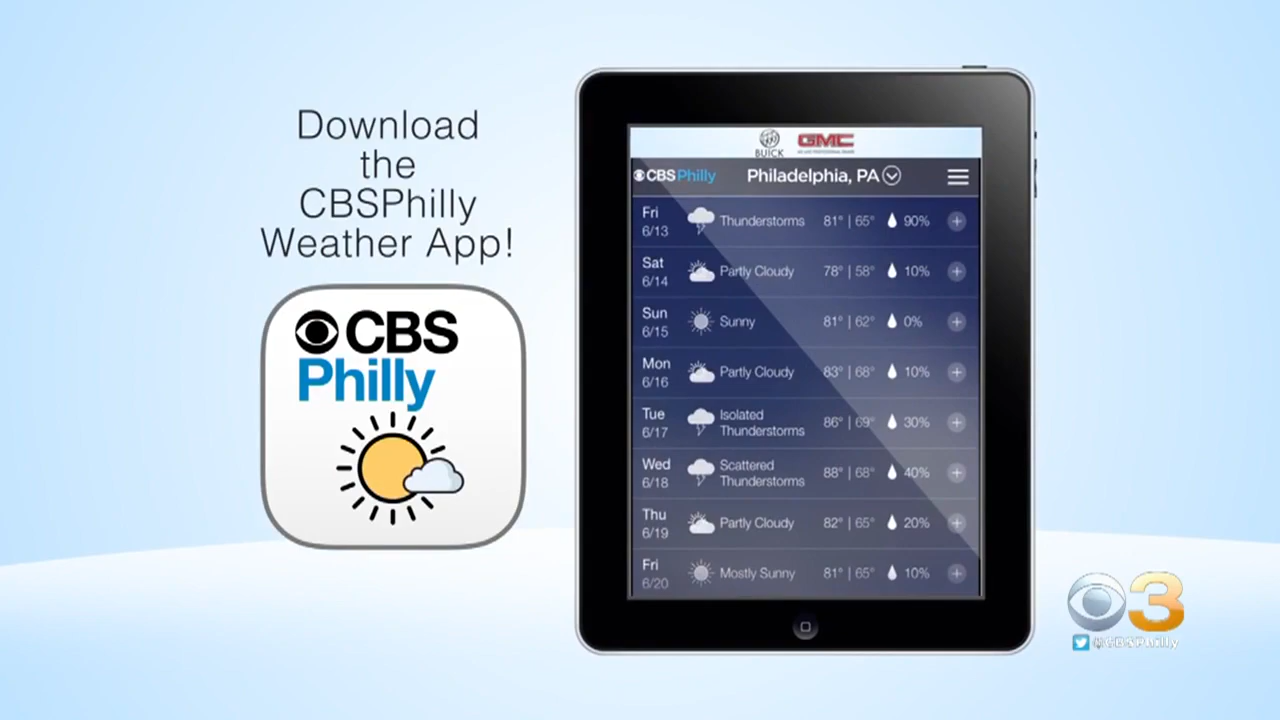 Download
the
CBSPhilly
Weather App!
CBS
Philly
BUICK GMC
CBSPhilly Philadelphia, PA
Fri
6/13
Thunderstorms 81° | 65° 90%
Sat
6/14
Partly Cloudy 78° | 58° 10%
Sun
6/15
Sunny 81° | 62° 0%
Mon
6/16
Partly Cloudy 83° | 68° 10%
Tue
6/17
Isolated
Thunderstorms 86° | 69° 30%
Wed
6/18
Scattered
Thunderstorms 88° | 68° 40%
Thu
6/19
Partly Cloudy 82° | 65° 20%
Fri
6/20
Mostly Sunny 81° | 65° 10%
3
@CBSPhilly